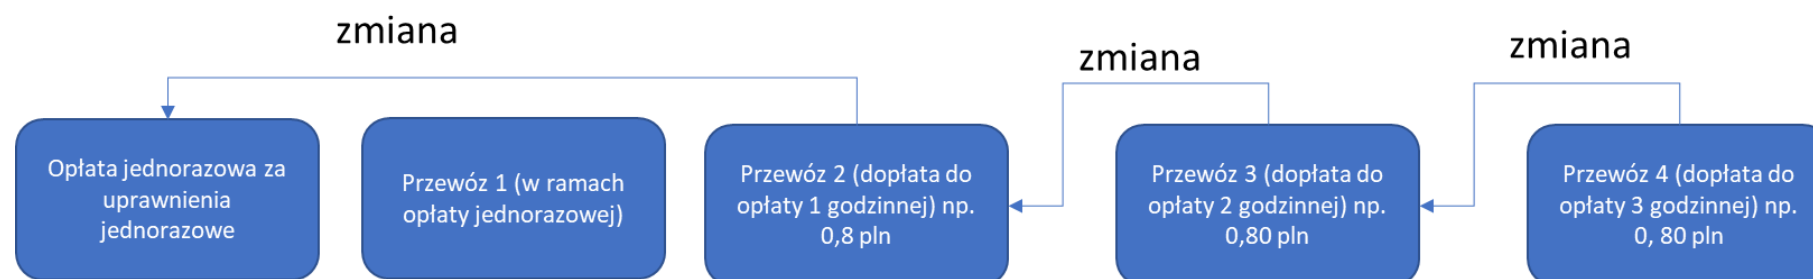 zmiana
zmiana
zmiana
Opłata jednorazowa za
uprawnienia
jednorazowe
Przewóz 1 (w ramach
opłaty jednorazowej)
Przewóz 2 (dopłata do
opłaty 1 godzinnej) np.
0,8 pln
Przewóz 3 (dopłata do
opłaty 2 godzinnej) np.
0,80 pln
Przewóz 4 (dopłata do
opłaty 3 godzinnej) np.
0, 80 pln